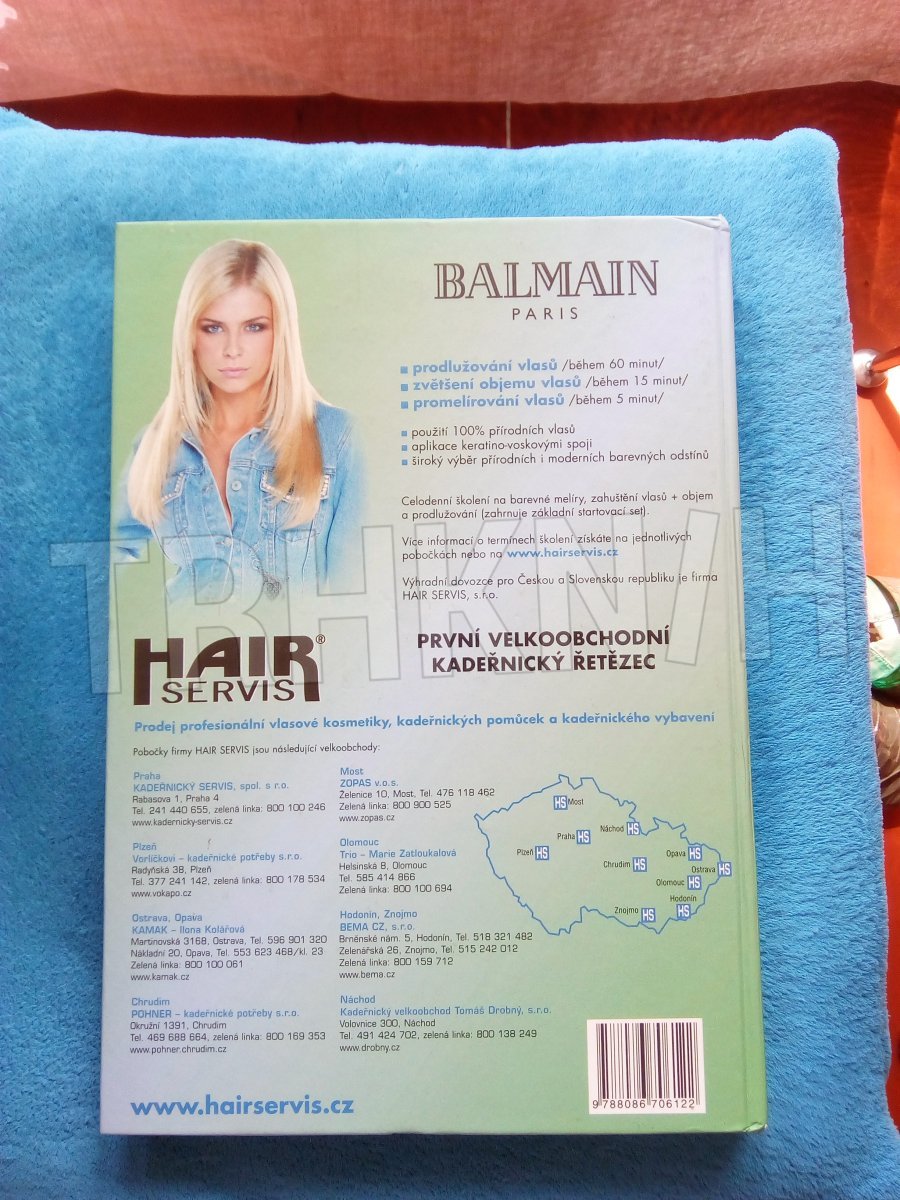 BALMAIN
PARIS
prodlužování vlasů /během 60 minut/
zvětšení objemu vlasů /během 15 minut/
promelírování vlasů /během 5 minut/
použití 100% přírodních vlasů
aplikace keratino-voskovými spoji
široký výběr přírodních i moderních barevných odstínů
Celodenní školení na barevné melíry, zahuštění vlasů + objem
a prodlužování (zahrnuje základní startovací set).
Více informací o termínech školení získáte na jednotlivých
pobočkách nebo na www.hairservis.cz
Výhradní dovozce pro Českou a Slovenskou republiku je firma
HAIR SERVIS, s.r.o.
TRHKNIH
HAIR®
SERVIS
PRVNÍ VELKOOBCHODNÍ
KADEŘNICKÝ ŘETĚZEC
Prodej profesionální vlasové kosmetiky, kadeřnických pomůcek a kadeřnického vybavení
Pobočky firmy HAIR SERVIS jsou následující velkoobchody:
Praha
KADEŘNICKÝ SERVIS, spol. s r.o.
Rabasova 1, Praha 4
Tel. 241 440 655, zelená linka: 800 100 246
www.kadernicky-servis.cz
Plzeň
Vorlíčkovi – kadeřnické potřeby s.r.o.
Radyňská 38, Plzeň
Tel. 377 241 142, zelená linka: 800 178 534
www.vokapo.cz
Ostrava, Opava
KAMAK – Ilona Kolářová
Martinovská 3168, Ostrava, Tel. 596 901 320
Nákladní 20, Opava, Tel. 553 623 468/kl. 23
Zelená linka: 800 100 061
www.kamak.cz
Chrudim
POHNER – kadeřnické potřeby s.r.o.
Okružní 1391, Chrudim
Tel. 469 688 664, zelená linka: 800 169 353
www.pohner.chrudim.cz
Most
ZOPAS v.o.s.
Želenice 10, Most, Tel. 476 118 462
Zelená linka: 800 900 525
www.zopas.cz
Olomouc
Trio – Marie Zatloukalová
Helsinská 8, Olomouc
Tel. 585 414 866
Zelená linka: 800 100 694
Hodonín, Znojmo
BEMA CZ, s.r.o.
Brněnské nám. 5, Hodonín, Tel. 518 321 482
Zelenářská 26, Znojmo, Tel. 515 242 012
Zelená linka: 800 159 712
www.bema.cz
Náchod
Kadeřnický velkoobchod Tomáš Drobný, s.r.o.
Volovnice 300, Náchod
Tel. 491 424 702, zelená linka: 800 138 249
www.drobny.cz
HS Most
Praha HS
Náchod HS
Plzeň HS
Chrudim HS
Opava HS
Ostrava HS
Olomouc HS
Hodonín
HS
Znojmo HS
www.hairservis.cz
9 788086 706122